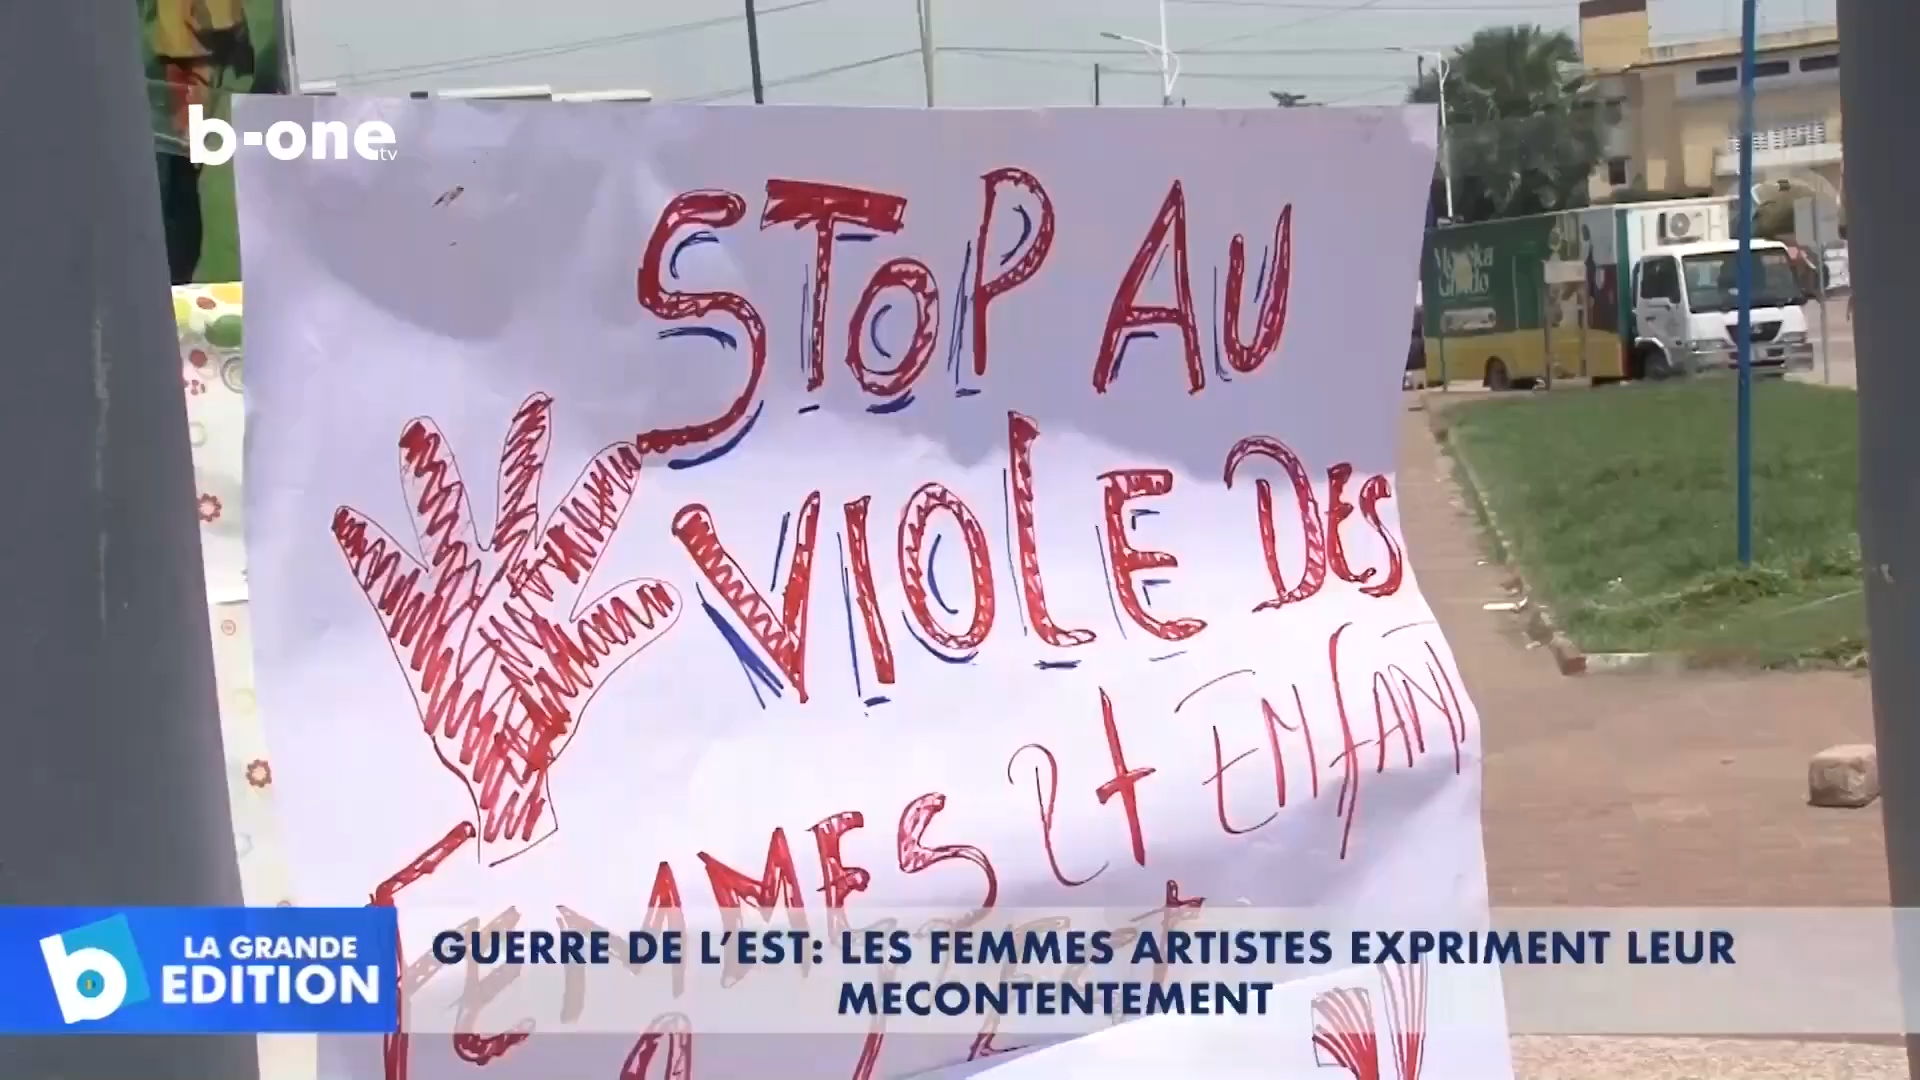 b-one tv
STOP AU
VIOLE DES
FEMMES et ENFANT
LA GRANDE
EDITION
GUERRE DE L'EST: LES FEMMES ARTISTES EXPRIMENT LEUR
MECONTENTEMENT